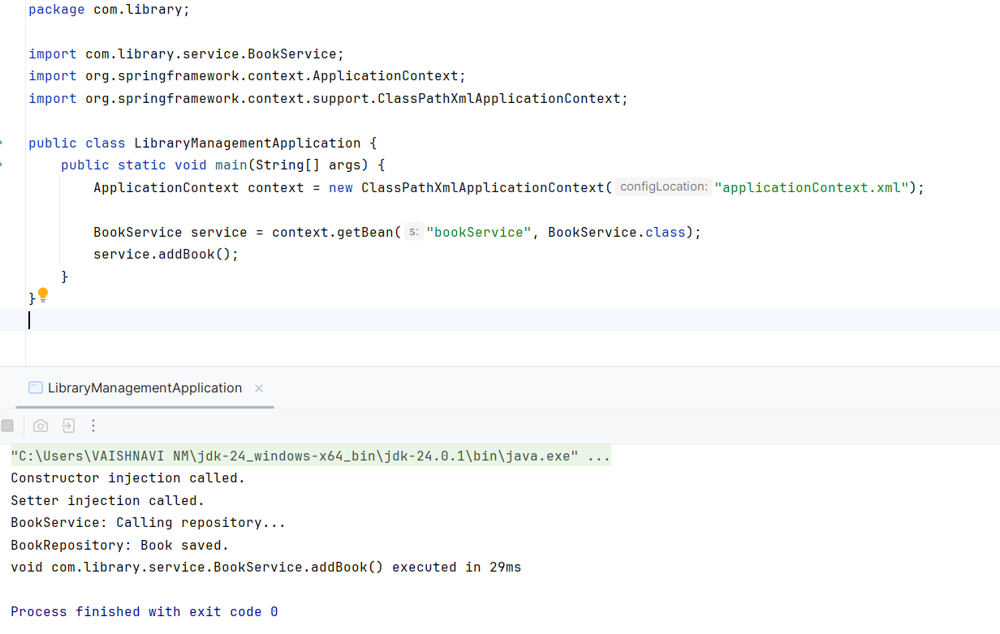 package com.library;
import com.library.service.BookService;
import org.springframework.context.ApplicationContext;
import org.springframework.context.support.ClassPathXmlApplicationContext;
public class LibraryManagementApplication {
public static void main(String[] args) {
ApplicationContext context = new ClassPathXmlApplicationContext( configLocation: "applicationContext.xml");
BookService service = context.getBean( s: "bookService", BookService.class);
service.addBook();
}
}
LibraryManagementApplication
"C:\Users\VAISHNAVI NM\jdk-24_windows-x64_bin\jdk-24.0.1\bin\java.exe" ...
Constructor injection called.
Setter injection called.
BookService: Calling repository...
BookRepository: Book saved.
void com.library.service.BookService.addBook() executed in 29ms
Process finished with exit code 0